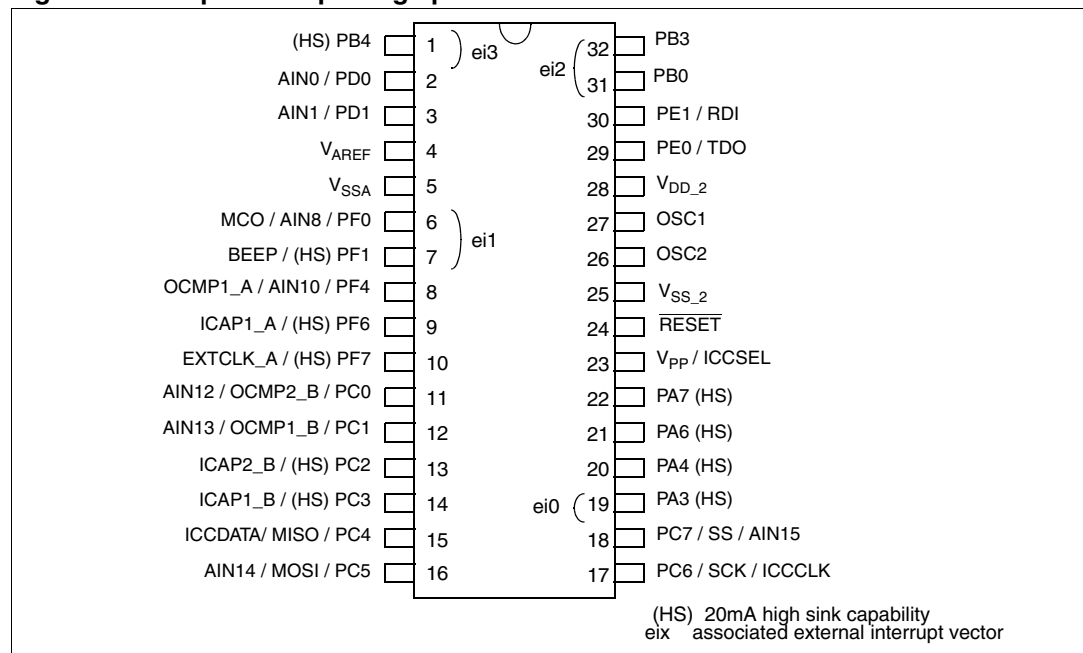 (HS) PB4 1 ei3 ei2 32 PB3
AIN0 / PD0 2 31 PB0
AIN1 / PD1 3 30 PE1 / RDI
VAREF 4 29 PE0 / TDO
VSSA 5 28 VDD_2
MCO / AIN8 / PF0 6 ei1 27 OSC1
BEEP / (HS) PF1 7 26 OSC2
OCMP1_A / AIN10 / PF4 8 25 VSS_2
ICAP1_A / (HS) PF6 9 24 RESET
EXTCLK_A / (HS) PF7 10 23 VPP / ICCSEL
AIN12 / OCMP2_B / PC0 11 22 PA7 (HS)
AIN13 / OCMP1_B / PC1 12 21 PA6 (HS)
ICAP2_B / (HS) PC2 13 20 PA4 (HS)
ICAP1_B / (HS) PC3 14 ei0 19 PA3 (HS)
ICCDATA/ MISO / PC4 15 18 PC7 / SS / AIN15
AIN14 / MOSI / PC5 16 17 PC6 / SCK / ICCCLK
(HS) 20mA high sink capability
eix associated external interrupt vector